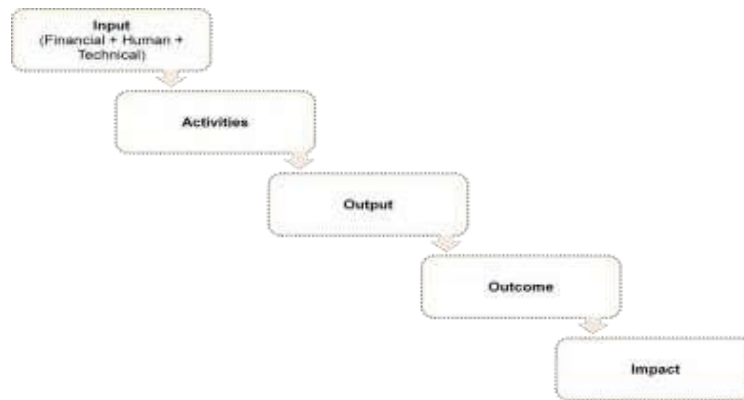 Input
(Financial + Human +
Technical)
Activities
Output
Outcome
Impact